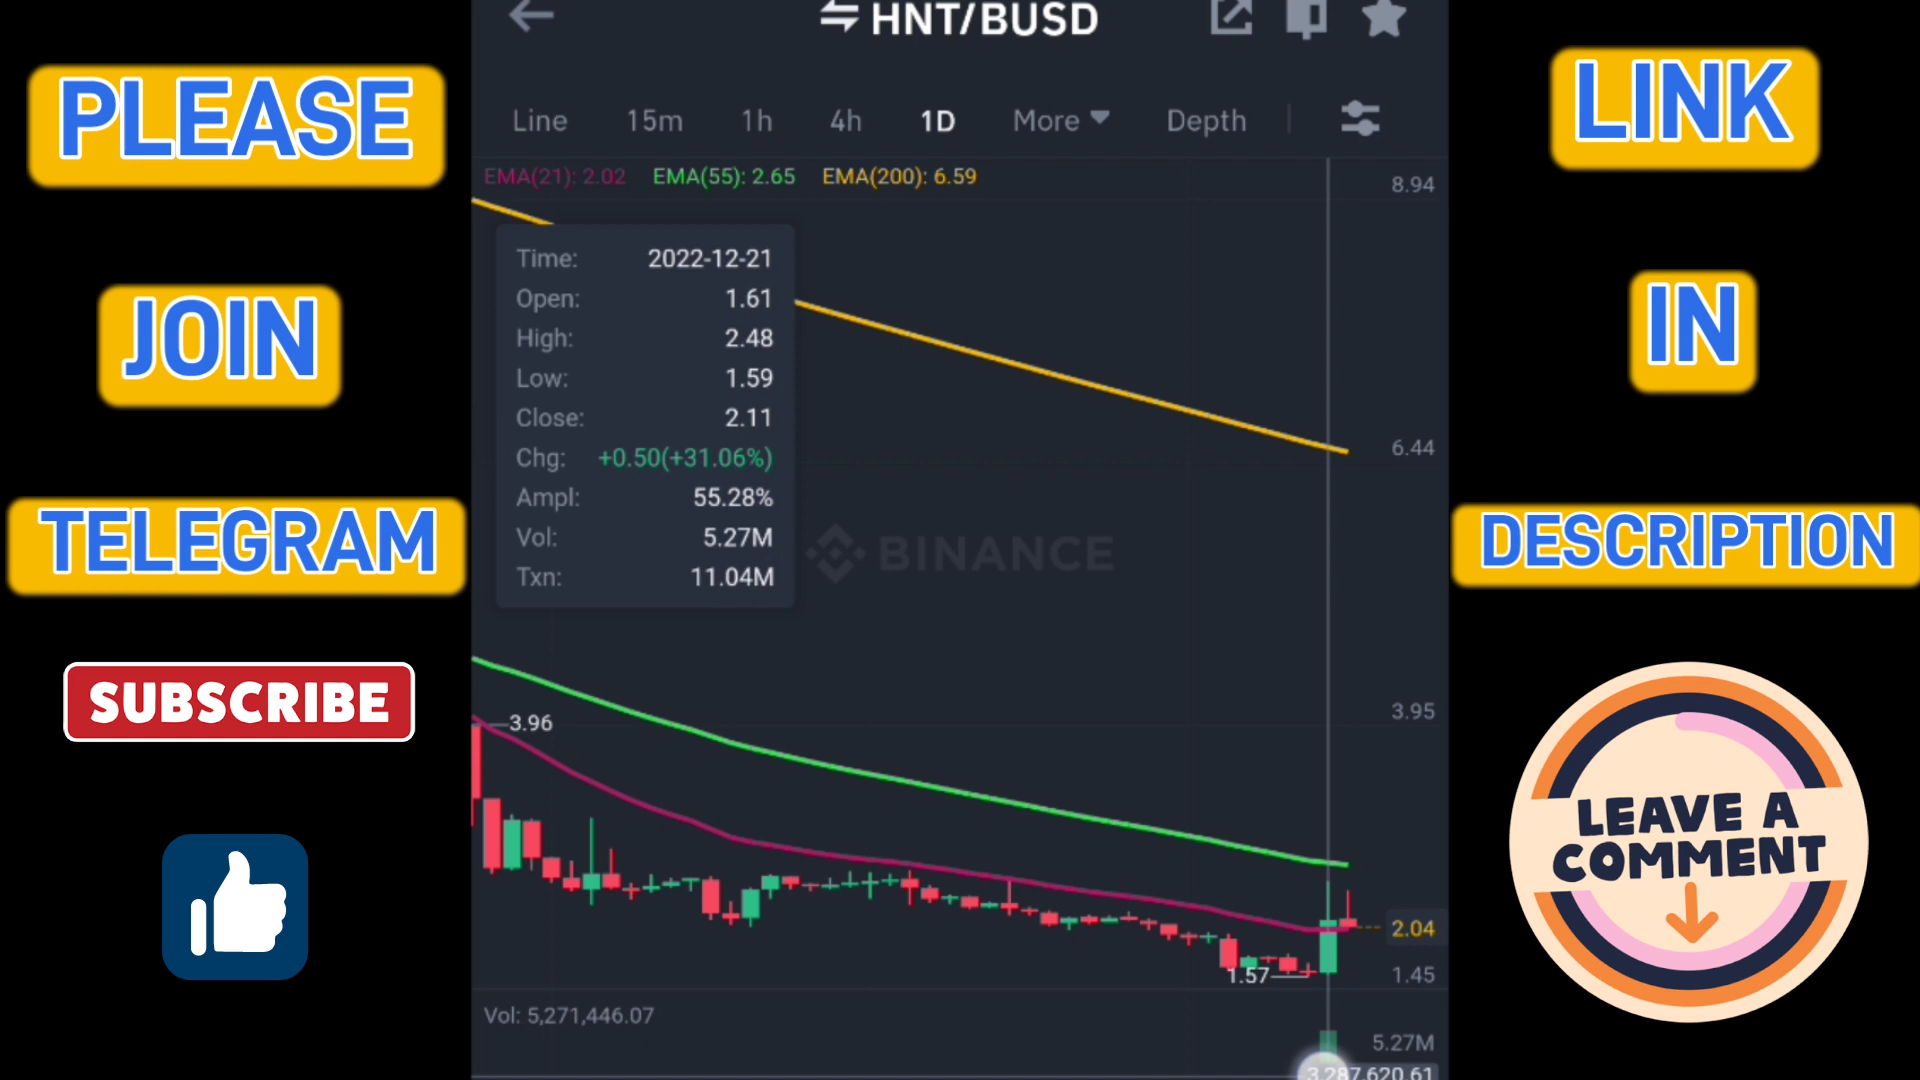 PLEASE
JOIN
TELEGRAM
SUBSCRIBE
HNT/BUSD
Line 15m 1h 4h 1D More Depth
EMA(21): 2.02 EMA(55): 2.65 EMA(200): 6.59
8.94
Time: 2022-12-21
Open: 1.61
High: 2.48
Low: 1.59
Close: 2.11
Chg: +0.50(+31.06%)
Ampl: 55.28%
Vol: 5.27M
Txn: 11.04M
6.44
BINANCE
3.95
3.96
2.04
1.57
1.45
Vol: 5,271,446.07
5.27M
3,287,620.61
LINK
IN
DESCRIPTION
LEAVE A
COMMENT